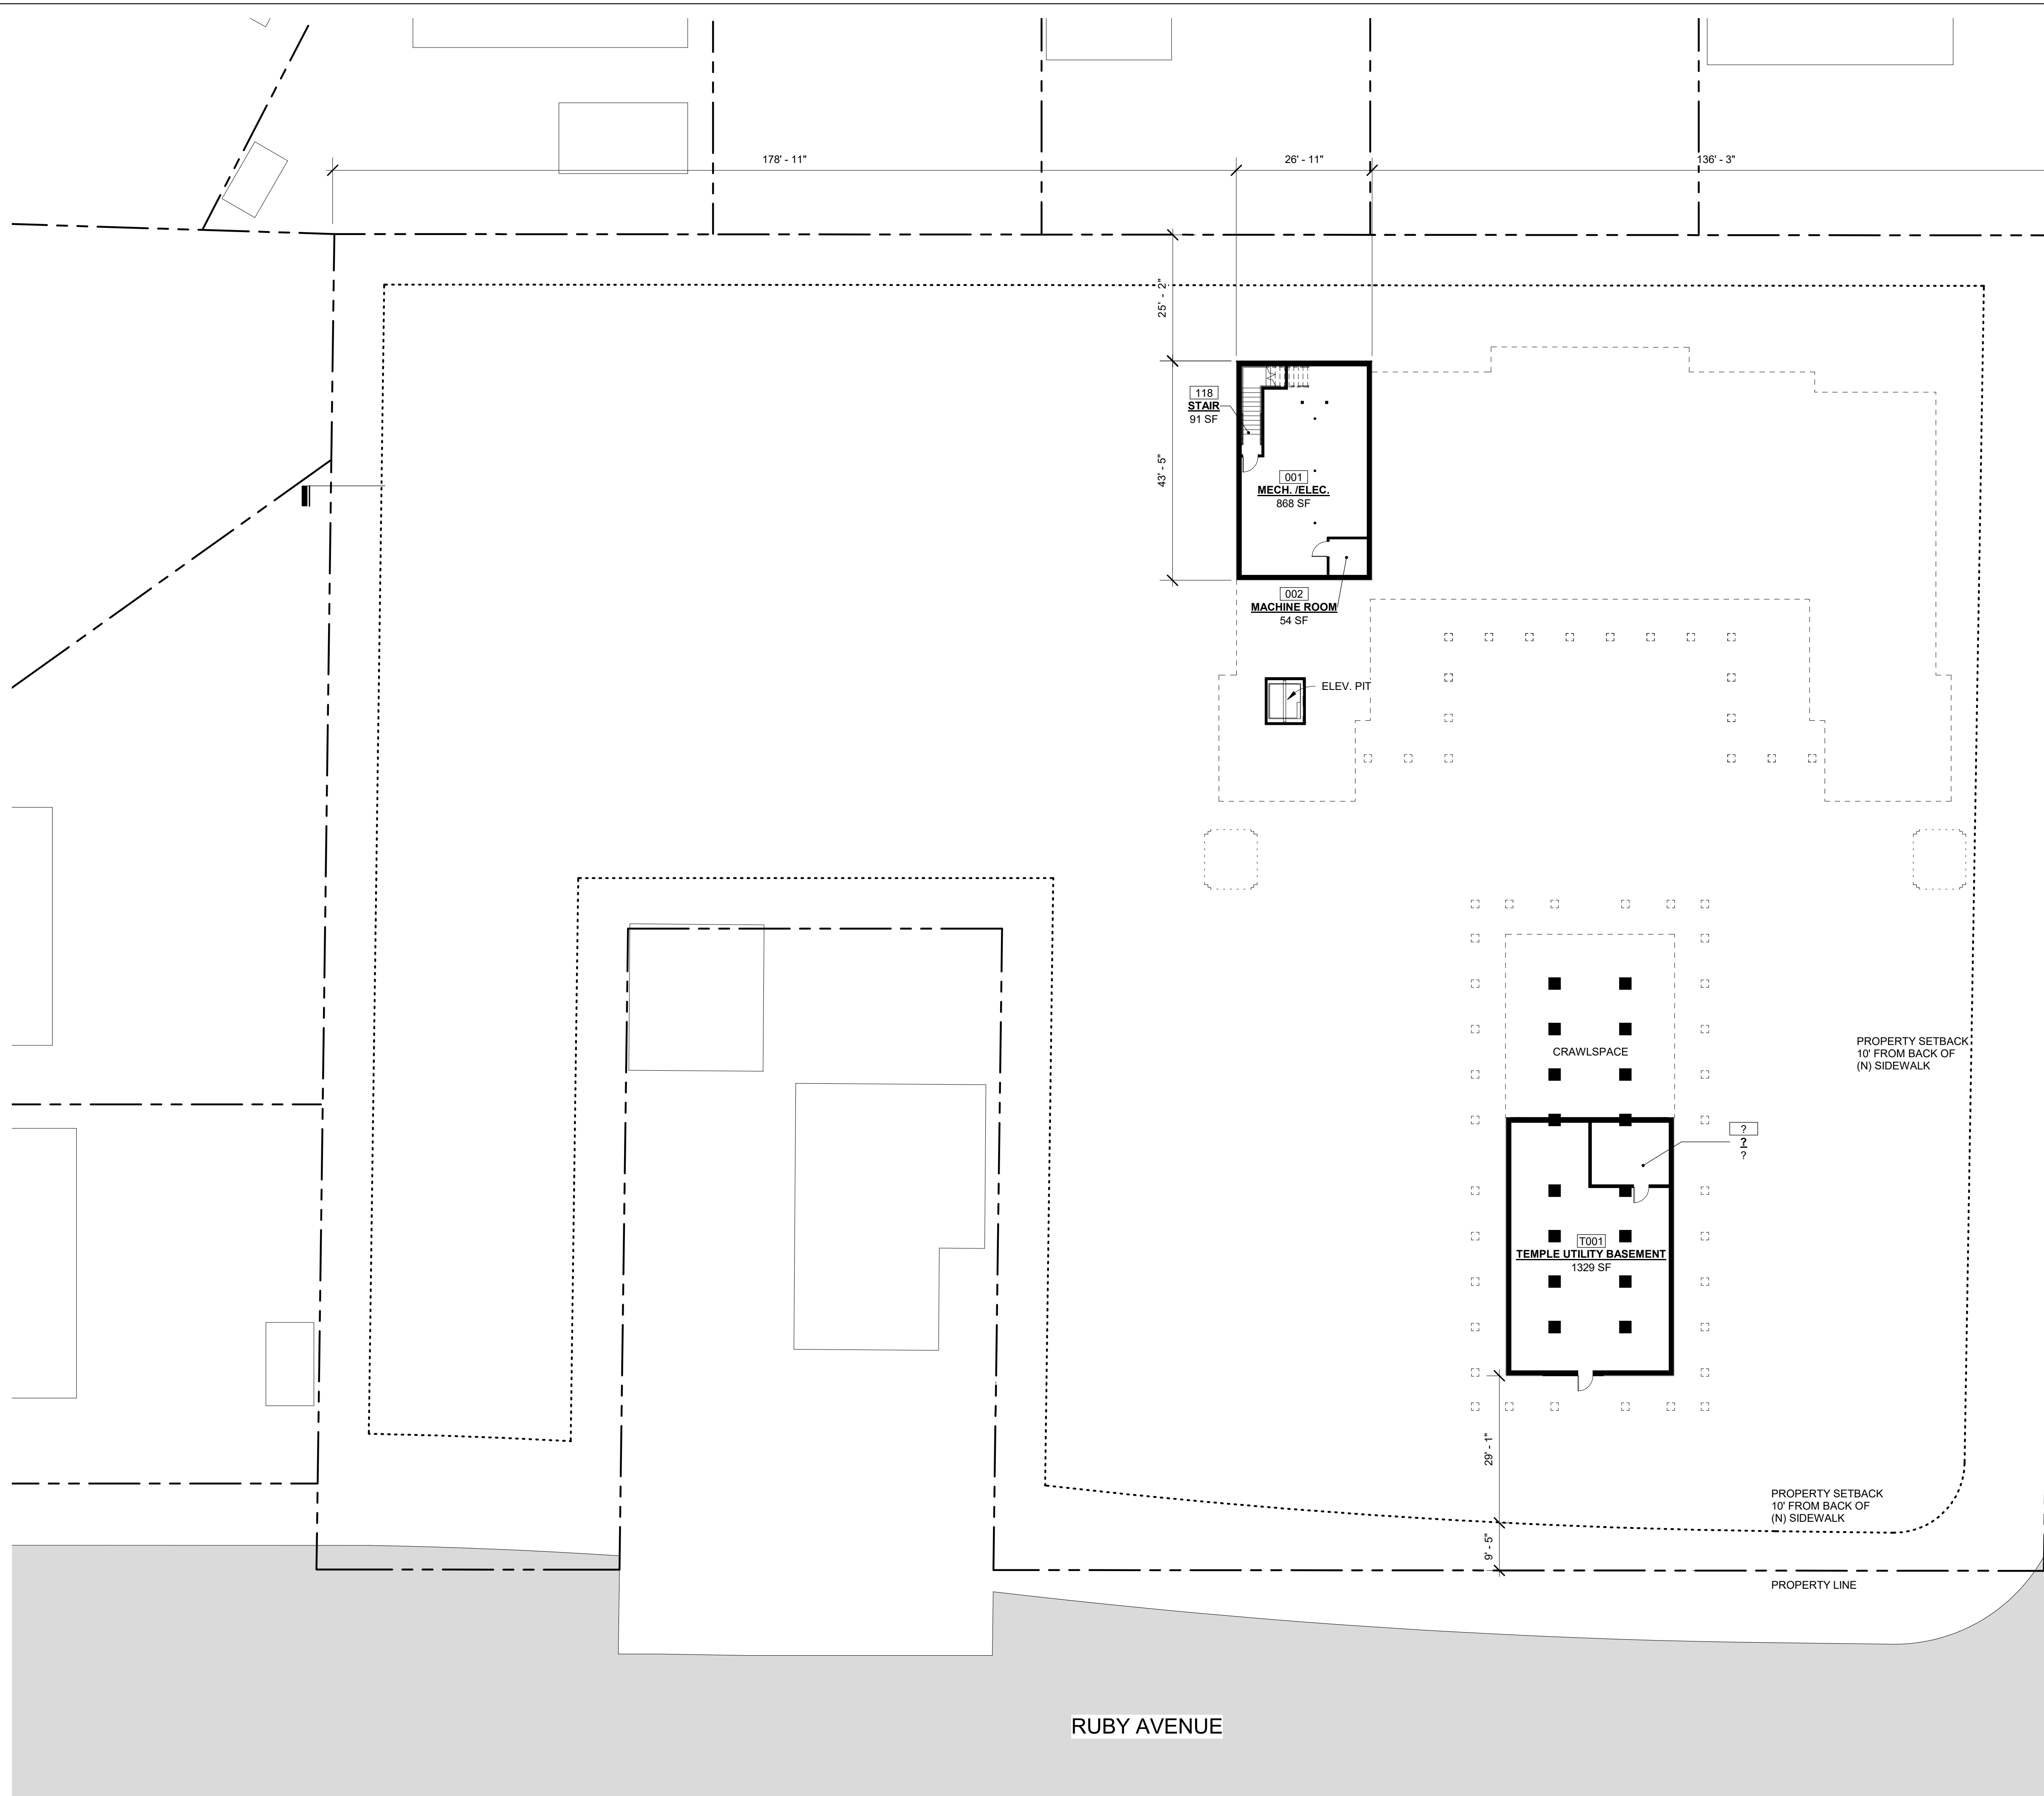 178' - 11"
26' - 11"
136' - 3"
25' - 2"
118
STAIR
91 SF
43' - 5"
001
MECH. /ELEC.
868 SF
002
MACHINE ROOM
54 SF
ELEV. PIT
PROPERTY SETBACK
10' FROM BACK OF
(N) SIDEWALK
CRAWLSPACE
?
?
?
T001
TEMPLE UTILITY BASEMENT
1329 SF
29' - 1"
PROPERTY SETBACK
10' FROM BACK OF
(N) SIDEWALK
9' - 5"
PROPERTY LINE
RUBY AVENUE